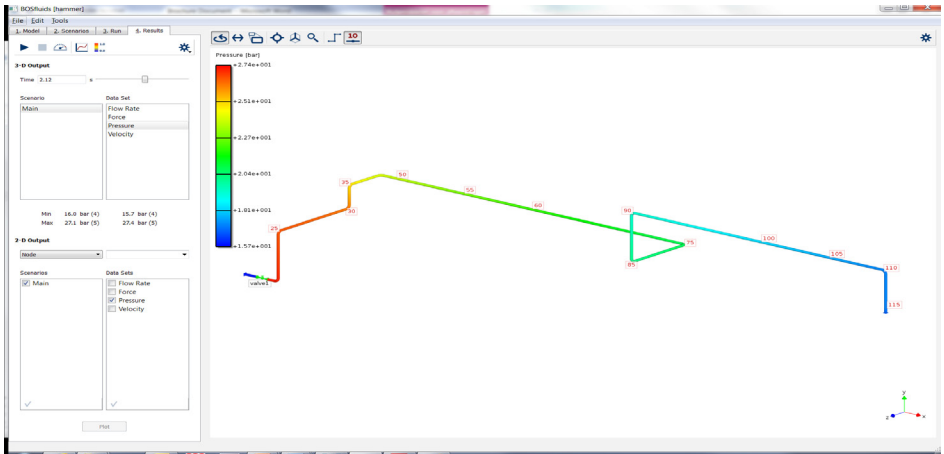 BOSfluids [hammer]
File Edit Tools
1. Model 2. Scenarios 3. Run 4. Results
3-D Output
Time 2.12 s
Scenario Data Set
Main Flow Rate
Force
Pressure
Velocity
Min 16.0 bar (4) 15.7 bar (4)
Max 27.1 bar (5) 27.4 bar (5)
2-D Output
Node
Scenarios Data Sets
Main Flow Rate
Force
Pressure
Velocity
Plot
10
Pressure (bar)
+2.74e+001
+2.51e+001
+2.27e+001
+2.04e+001
+1.81e+001
+1.57e+001
valve1
25
30
35
50
55
60
75
85
90
100
105
110
115
y
z
x